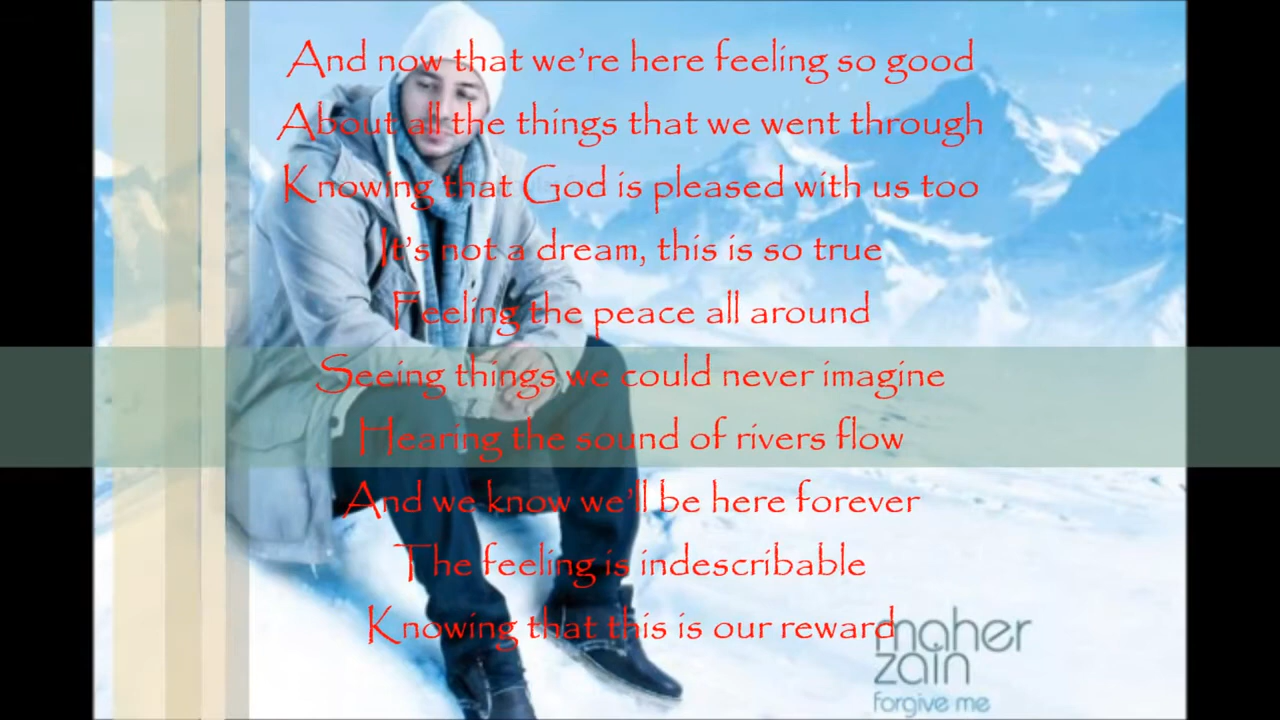 And now that we're here feeling so good
About all the things that we went through
Knowing that God is pleased with us too
It's not a dream, this is so true
Feeling the peace all around
Seeing things we could never imagine
Hearing the sound of rivers flow
And we know we'll be here forever
The feeling is indescribable
Knowing that this is our reward
maher
zain
forgive me